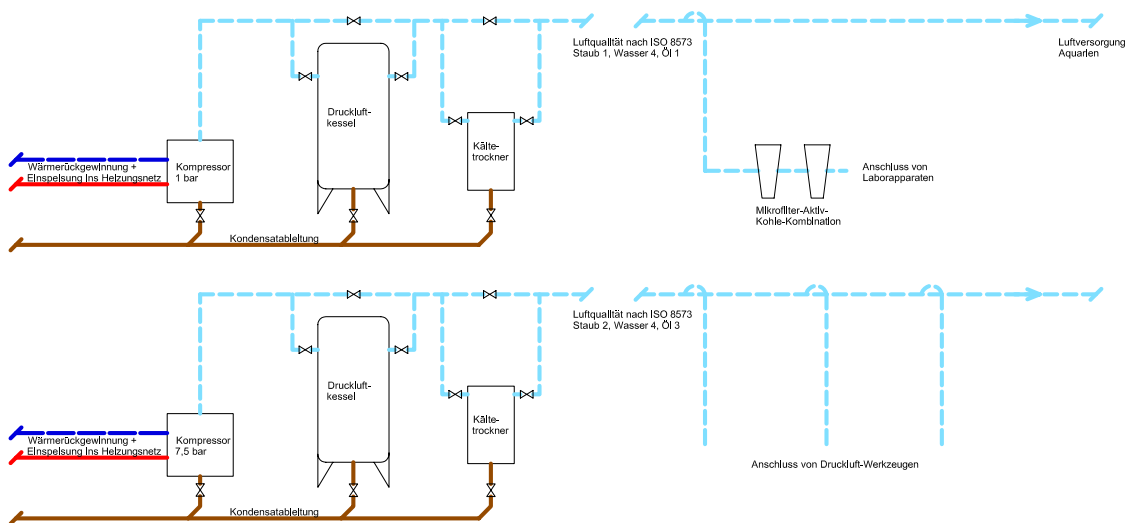 Luftqualität nach ISO 8573
Staub 1, Wasser 4, Öl 1
Luftversorgung
Aquarien
Druckluft-
kessel
Kälte-
trockner
Wärmerückgewinnung +
Einspeisung ins Heizungsnetz
Kompressor
1 bar
Anschluss von
Laborapparaten
Mikrofilter-Aktiv-
Kohle-Kombination
Kondensatableitung
Luftqualität nach ISO 8573
Staub 2, Wasser 4, Öl 3
Druckluft-
kessel
Kälte-
trockner
Wärmerückgewinnung +
Einspeisung ins Heizungsnetz
Kompressor
7,5 bar
Anschluss von Druckluft-Werkzeugen
Kondensatableitung